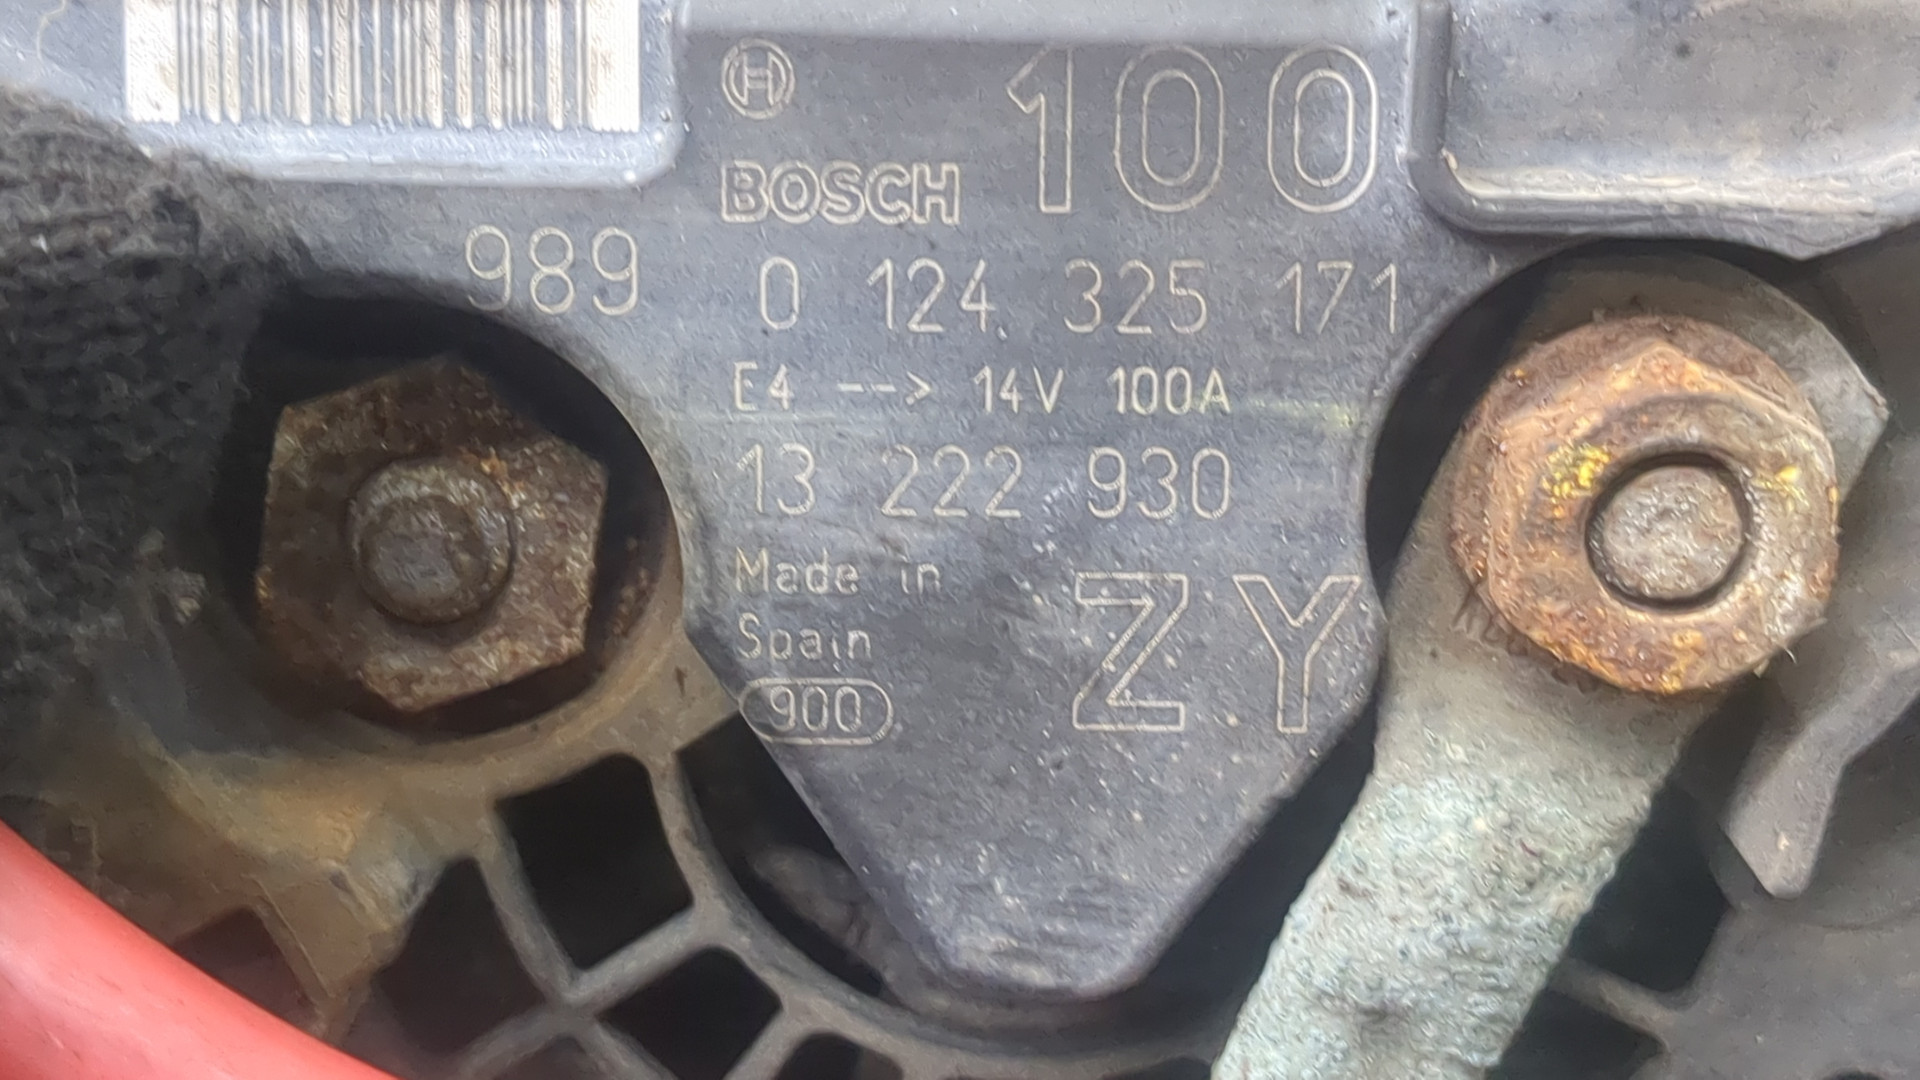 100
BOSCH
989 0 124 325 171
E4 --> 14V 100A
13 222 930
Made in
Spain
ZY
900